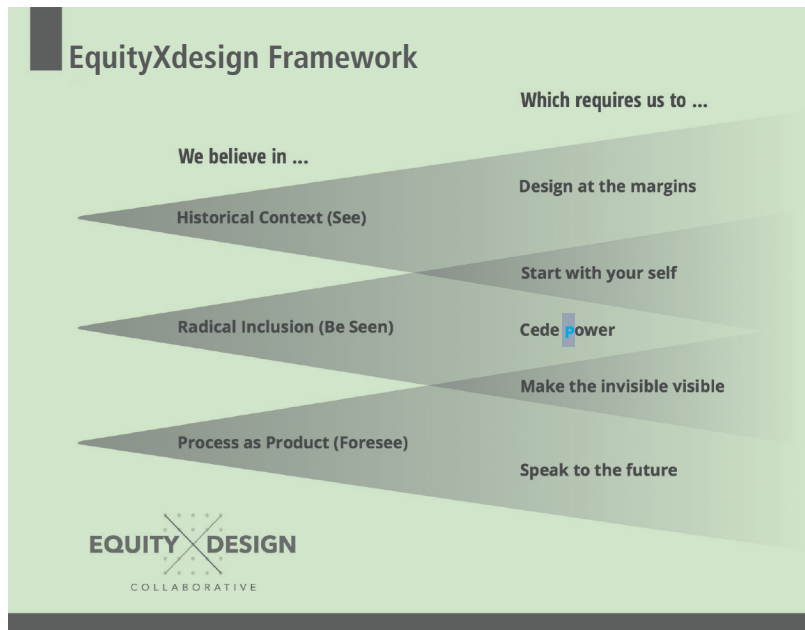 EquityXdesign Framework
Which requires us to ...
We believe in ...
Design at the margins
Historical Context (See)
Start with your self
Radical Inclusion (Be Seen)
Cede power
Make the invisible visible
Process as Product (Foresee)
Speak to the future
EQUITY DESIGN
COLLABORATIVE